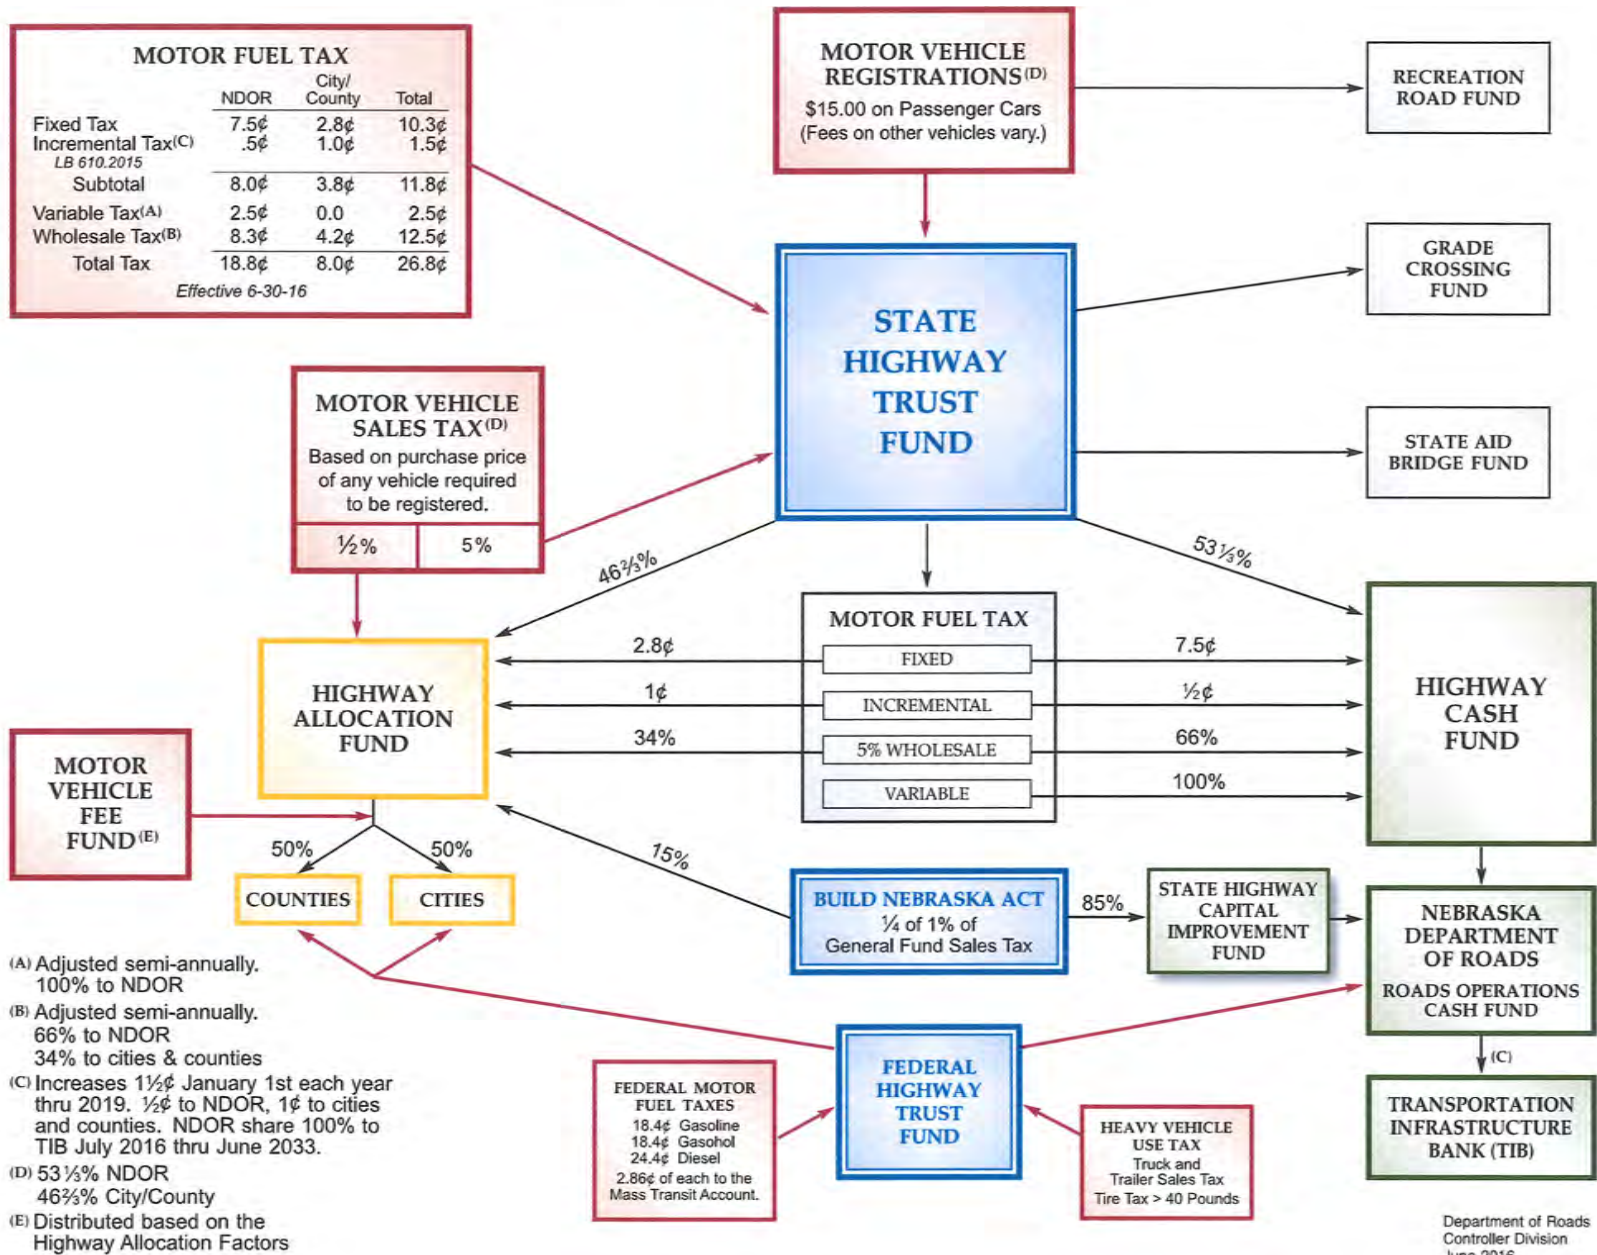 MOTOR FUEL TAX
NDOR City/County Total
Fixed Tax 7.5¢ 2.8¢ 10.3¢
Incremental Tax(C) .5¢ 1.0¢ 1.5¢
LB 610.2015
Subtotal 8.0¢ 3.8¢ 11.8¢
Variable Tax(A) 2.5¢ 0.0 2.5¢
Wholesale Tax(B) 8.3¢ 4.2¢ 12.5¢
Total Tax 18.8¢ 8.0¢ 26.8¢
Effective 6-30-16
MOTOR VEHICLE
REGISTRATIONS(D)
$15.00 on Passenger Cars
(Fees on other vehicles vary.)
RECREATION
ROAD FUND
GRADE
CROSSING
FUND
STATE AID
BRIDGE FUND
STATE
HIGHWAY
TRUST
FUND
MOTOR VEHICLE
SALES TAX(D)
Based on purchase price
of any vehicle required
to be registered.
½% 5%
46⅔%
53⅓%
HIGHWAY
ALLOCATION
FUND
MOTOR FUEL TAX
2.8¢ FIXED 7.5¢
1¢ INCREMENTAL ½¢
34% 5% WHOLESALE 66%
VARIABLE 100%
HIGHWAY
CASH
FUND
MOTOR
VEHICLE
FEE
FUND(E)
50% 50%
COUNTIES CITIES
15%
BUILD NEBRASKA ACT
¼ of 1% of
General Fund Sales Tax
85%
STATE HIGHWAY
CAPITAL
IMPROVEMENT
FUND
NEBRASKA
DEPARTMENT
OF ROADS
ROADS OPERATIONS
CASH FUND
(C)
TRANSPORTATION
INFRASTRUCTURE
BANK (TIB)
FEDERAL
HIGHWAY
TRUST
FUND
FEDERAL MOTOR
FUEL TAXES
18.4¢ Gasoline
18.4¢ Gasohol
24.4¢ Diesel
2.86¢ of each to the
Mass Transit Account.
HEAVY VEHICLE
USE TAX
Truck and
Trailer Sales Tax
Tire Tax > 40 Pounds
(A) Adjusted semi-annually.
100% to NDOR
(B) Adjusted semi-annually.
66% to NDOR
34% to cities & counties
(C) Increases 1½¢ January 1st each year
thru 2019. ½¢ to NDOR, 1¢ to cities
and counties. NDOR share 100% to
TIB July 2016 thru June 2033.
(D) 53⅓% NDOR
46⅔% City/County
(E) Distributed based on the
Highway Allocation Factors
Department of Roads
Controller Division
June 2016